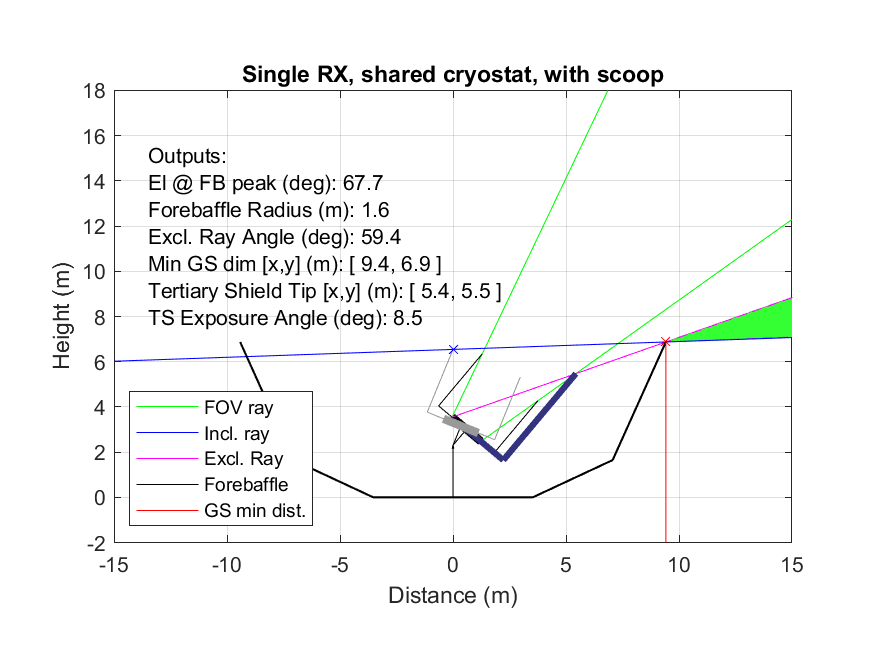 Single RX, shared cryostat, with scoop
18
16
14
12
10
8
6
4
2
0
-2
Height (m)
Outputs:
El @ FB peak (deg): 67.7
Forebaffle Radius (m): 1.6
Excl. Ray Angle (deg): 59.4
Min GS dim [x,y] (m): [ 9.4, 6.9 ]
Tertiary Shield Tip [x,y] (m): [ 5.4, 5.5 ]
TS Exposure Angle (deg): 8.5
FOV ray
Incl. ray
Excl. Ray
Forebaffle
GS min dist.
-15
-10
-5
0
5
10
15
Distance (m)